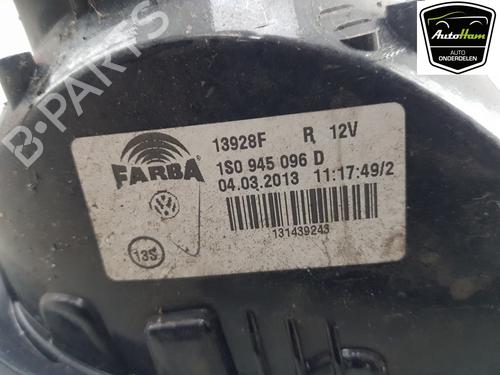 AutoHam
AUTO
ONDERDELEN
B-PARTS
FARBA
13928F R 12V
1S0 945 096 D
04.03.2013 11:17:49/2
131439243
13S